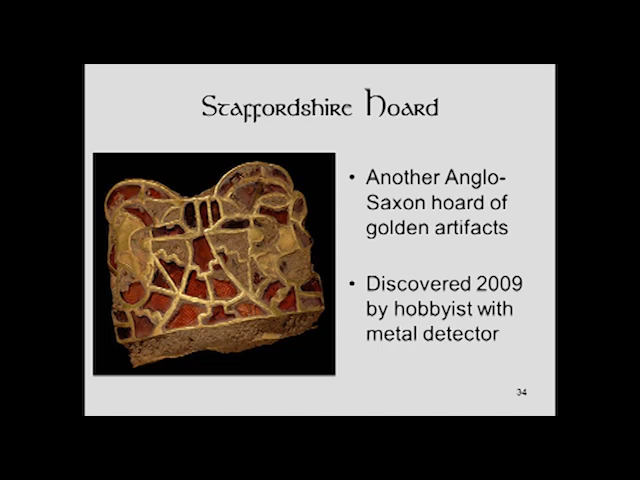 Staffordshire Hoard
• Another Anglo-
Saxon hoard of
golden artifacts
• Discovered 2009
by hobbyist with
metal detector
34